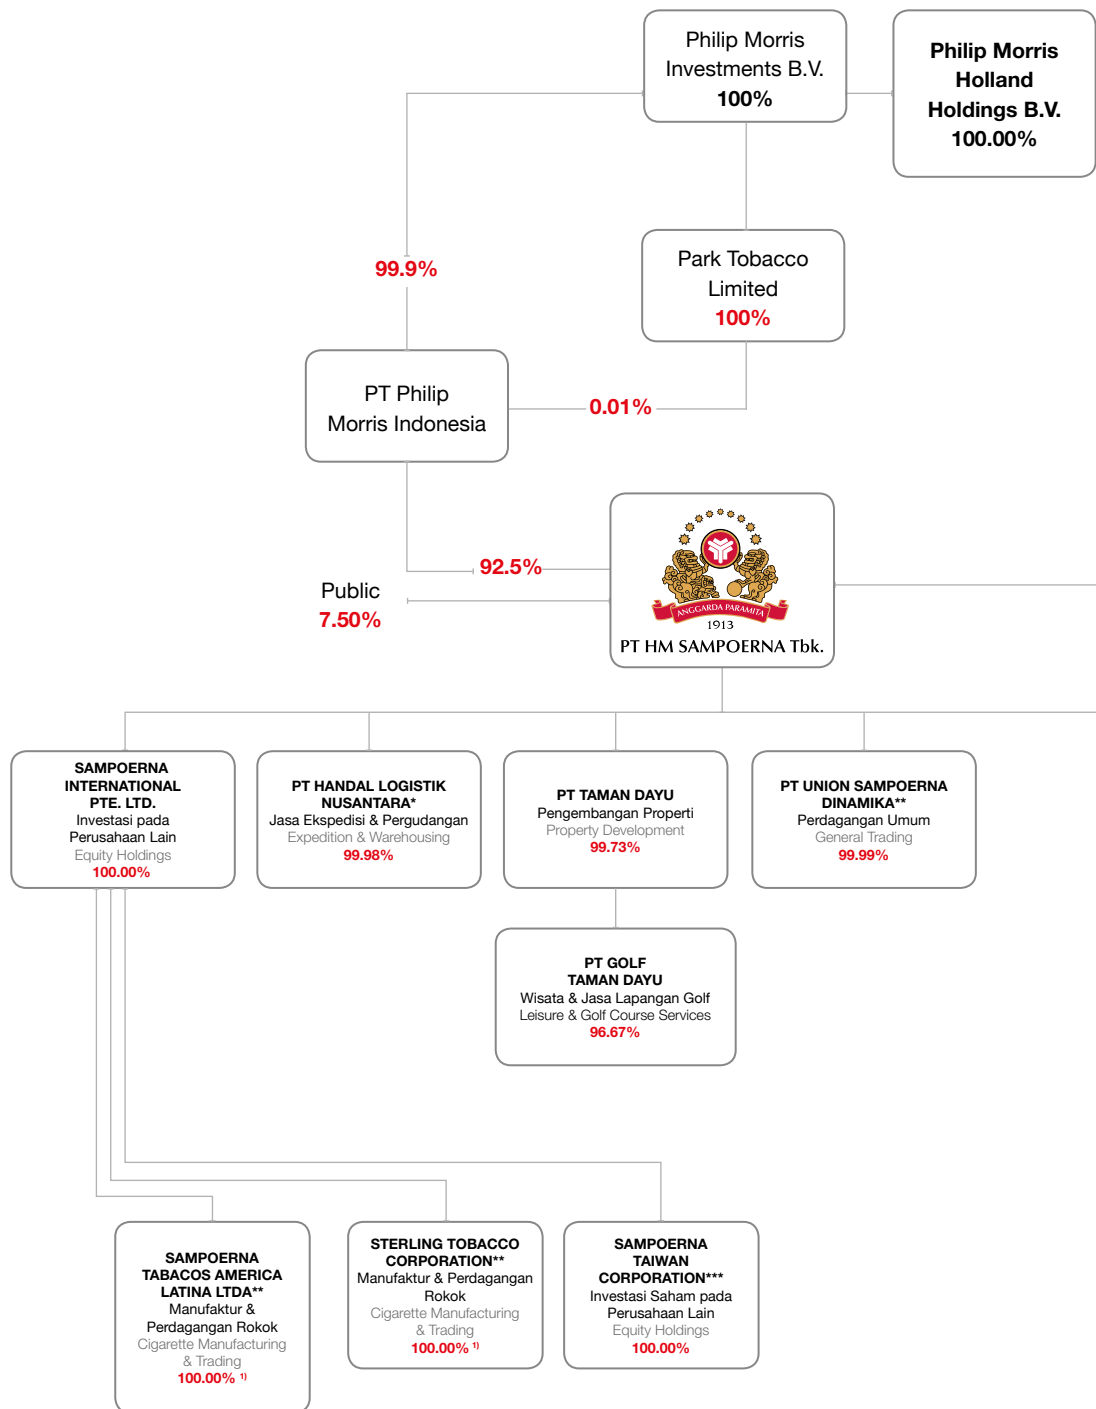 Philip Morris
Investments B.V.
100%
Philip Morris
Holland
Holdings B.V.
100.00%
99.9%
Park Tobacco
Limited
100%
PT Philip
Morris Indonesia
0.01%
92.5%
Public
7.50%
ANGGARDA PARAMITA
1913
PT HM SAMPOERNA Tbk.
SAMPOERNA
INTERNATIONAL
PTE. LTD.
Investasi pada
Perusahaan Lain
Equity Holdings
100.00%
PT HANDAL LOGISTIK
NUSANTARA*
Jasa Ekspedisi & Pergudangan
Expedition & Warehousing
99.98%
PT TAMAN DAYU
Pengembangan Properti
Property Development
99.73%
PT UNION SAMPOERNA
DINAMIKA**
Perdagangan Umum
General Trading
99.99%
PT GOLF
TAMAN DAYU
Wisata & Jasa Lapangan Golf
Leisure & Golf Course Services
96.67%
SAMPOERNA
TABACOS AMERICA
LATINA LTDA**
Manufaktur &
Perdagangan Rokok
Cigarette Manufacturing
& Trading
100.00% 1)
STERLING TOBACCO
CORPORATION**
Manufaktur & Perdagangan
Rokok
Cigarette Manufacturing
& Trading
100.00% 1)
SAMPOERNA
TAIWAN
CORPORATION***
Investasi Saham pada
Perusahaan Lain
Equity Holdings
100.00%